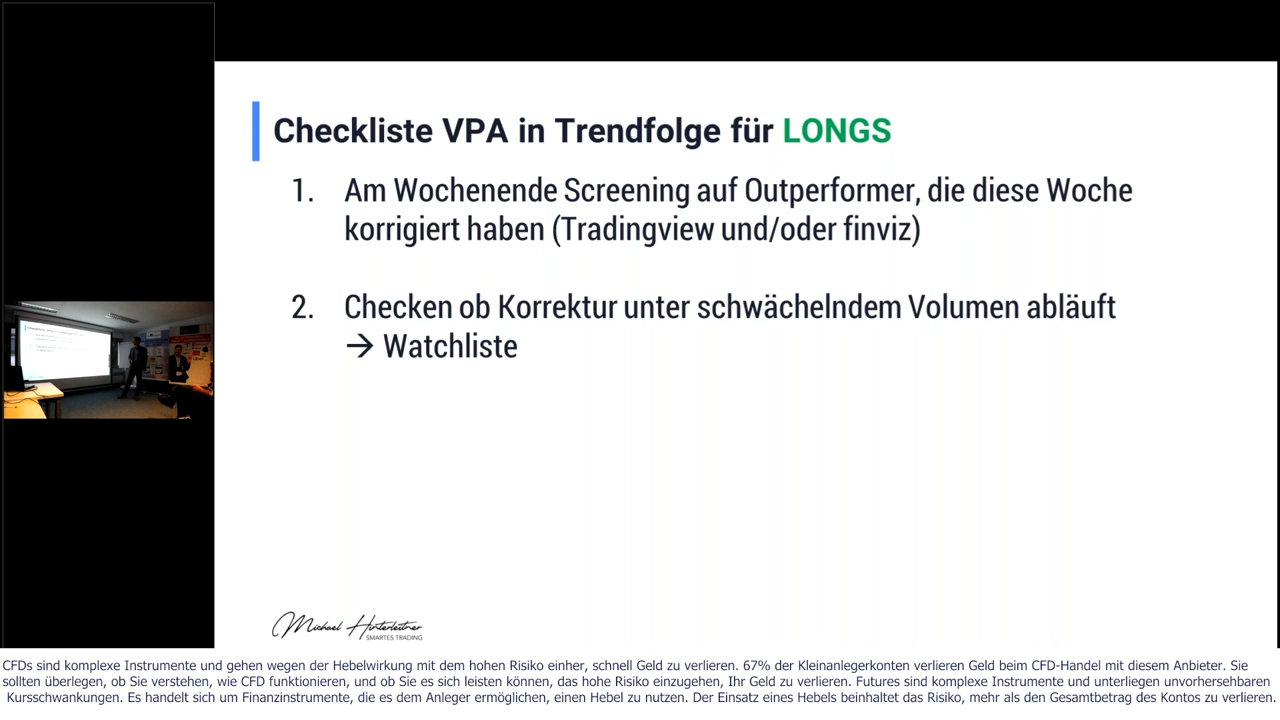 Checkliste VPA in Trendfolge für LONGS
1. Am Wochenende Screening auf Outperformer, die diese Woche
korrigiert haben (Tradingview und/oder finviz)
2. Checken ob Korrektur unter schwächelndem Volumen abläuft
→ Watchliste
Michael Hinterleitner
SMARTES TRADING
CFDs sind komplexe Instrumente und gehen wegen der Hebelwirkung mit dem hohen Risiko einher, schnell Geld zu verlieren. 67% der Kleinanlegerkonten verlieren Geld beim CFD-Handel mit diesem Anbieter. Sie
sollten überlegen, ob Sie verstehen, wie CFD funktionieren, und ob Sie es sich leisten können, das hohe Risiko einzugehen, Ihr Geld zu verlieren. Futures sind komplexe Instrumente und unterliegen unvorhersehbaren
Kursschwankungen. Es handelt sich um Finanzinstrumente, die es dem Anleger ermöglichen, einen Hebel zu nutzen. Der Einsatz eines Hebels beinhaltet das Risiko, mehr als den Gesamtbetrag des Kontos zu verlieren.